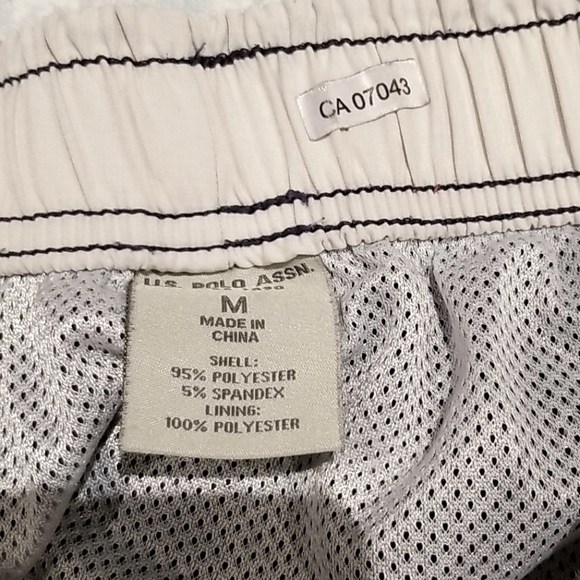 CA 07043
U.S. POLO ASSN.
M
MADE IN
CHINA
SHELL:
95% POLYESTER
5% SPANDEX
LINING:
100% POLYESTER